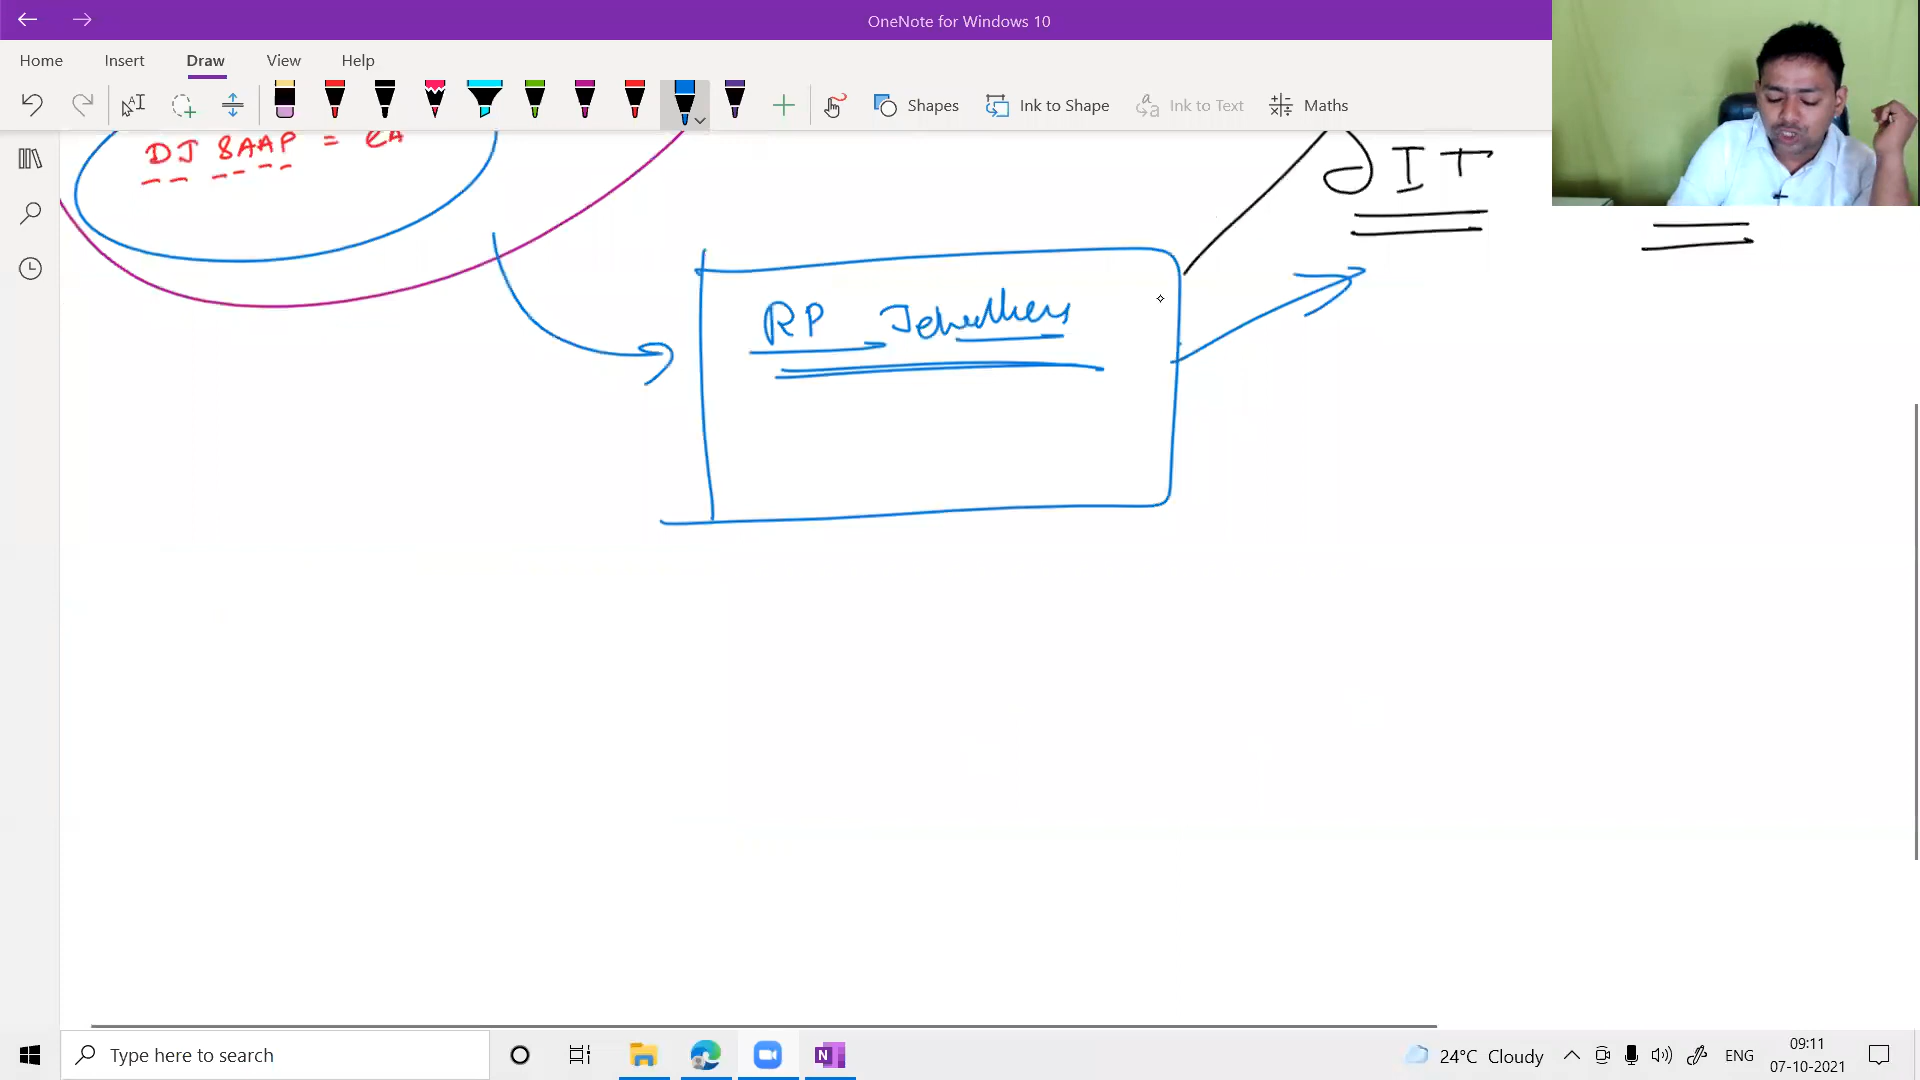 OneNote for Windows 10
Home Insert Draw View Help
Shapes Ink to Shape Ink to Text Maths
DJ SAAP = EA
IT
RP Jewellers
Type here to search
24°C Cloudy ENG 09:11
07-10-2021